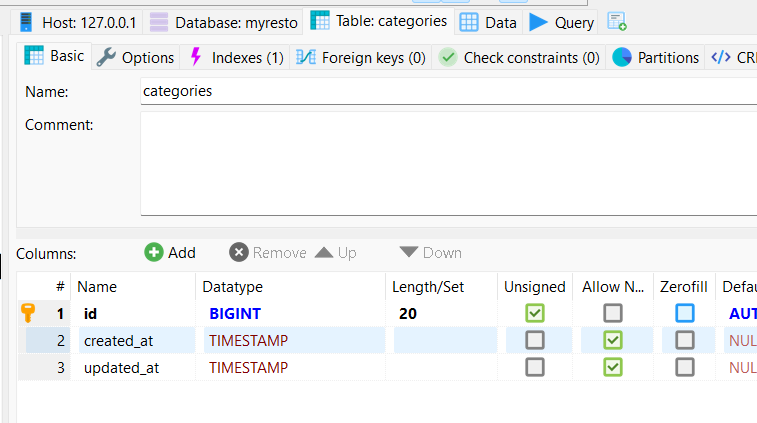 Host: 127.0.0.1 Database: myresto Table: categories Data Query
Basic Options Indexes (1) Foreign keys (0) Check constraints (0) Partitions CRE
Name: categories
Comment:
Columns: Add Remove Up Down
# Name Datatype Length/Set Unsigned Allow N... Zerofill Defau
1 id BIGINT 20 AUT
2 created_at TIMESTAMP NUL
3 updated_at TIMESTAMP NUL